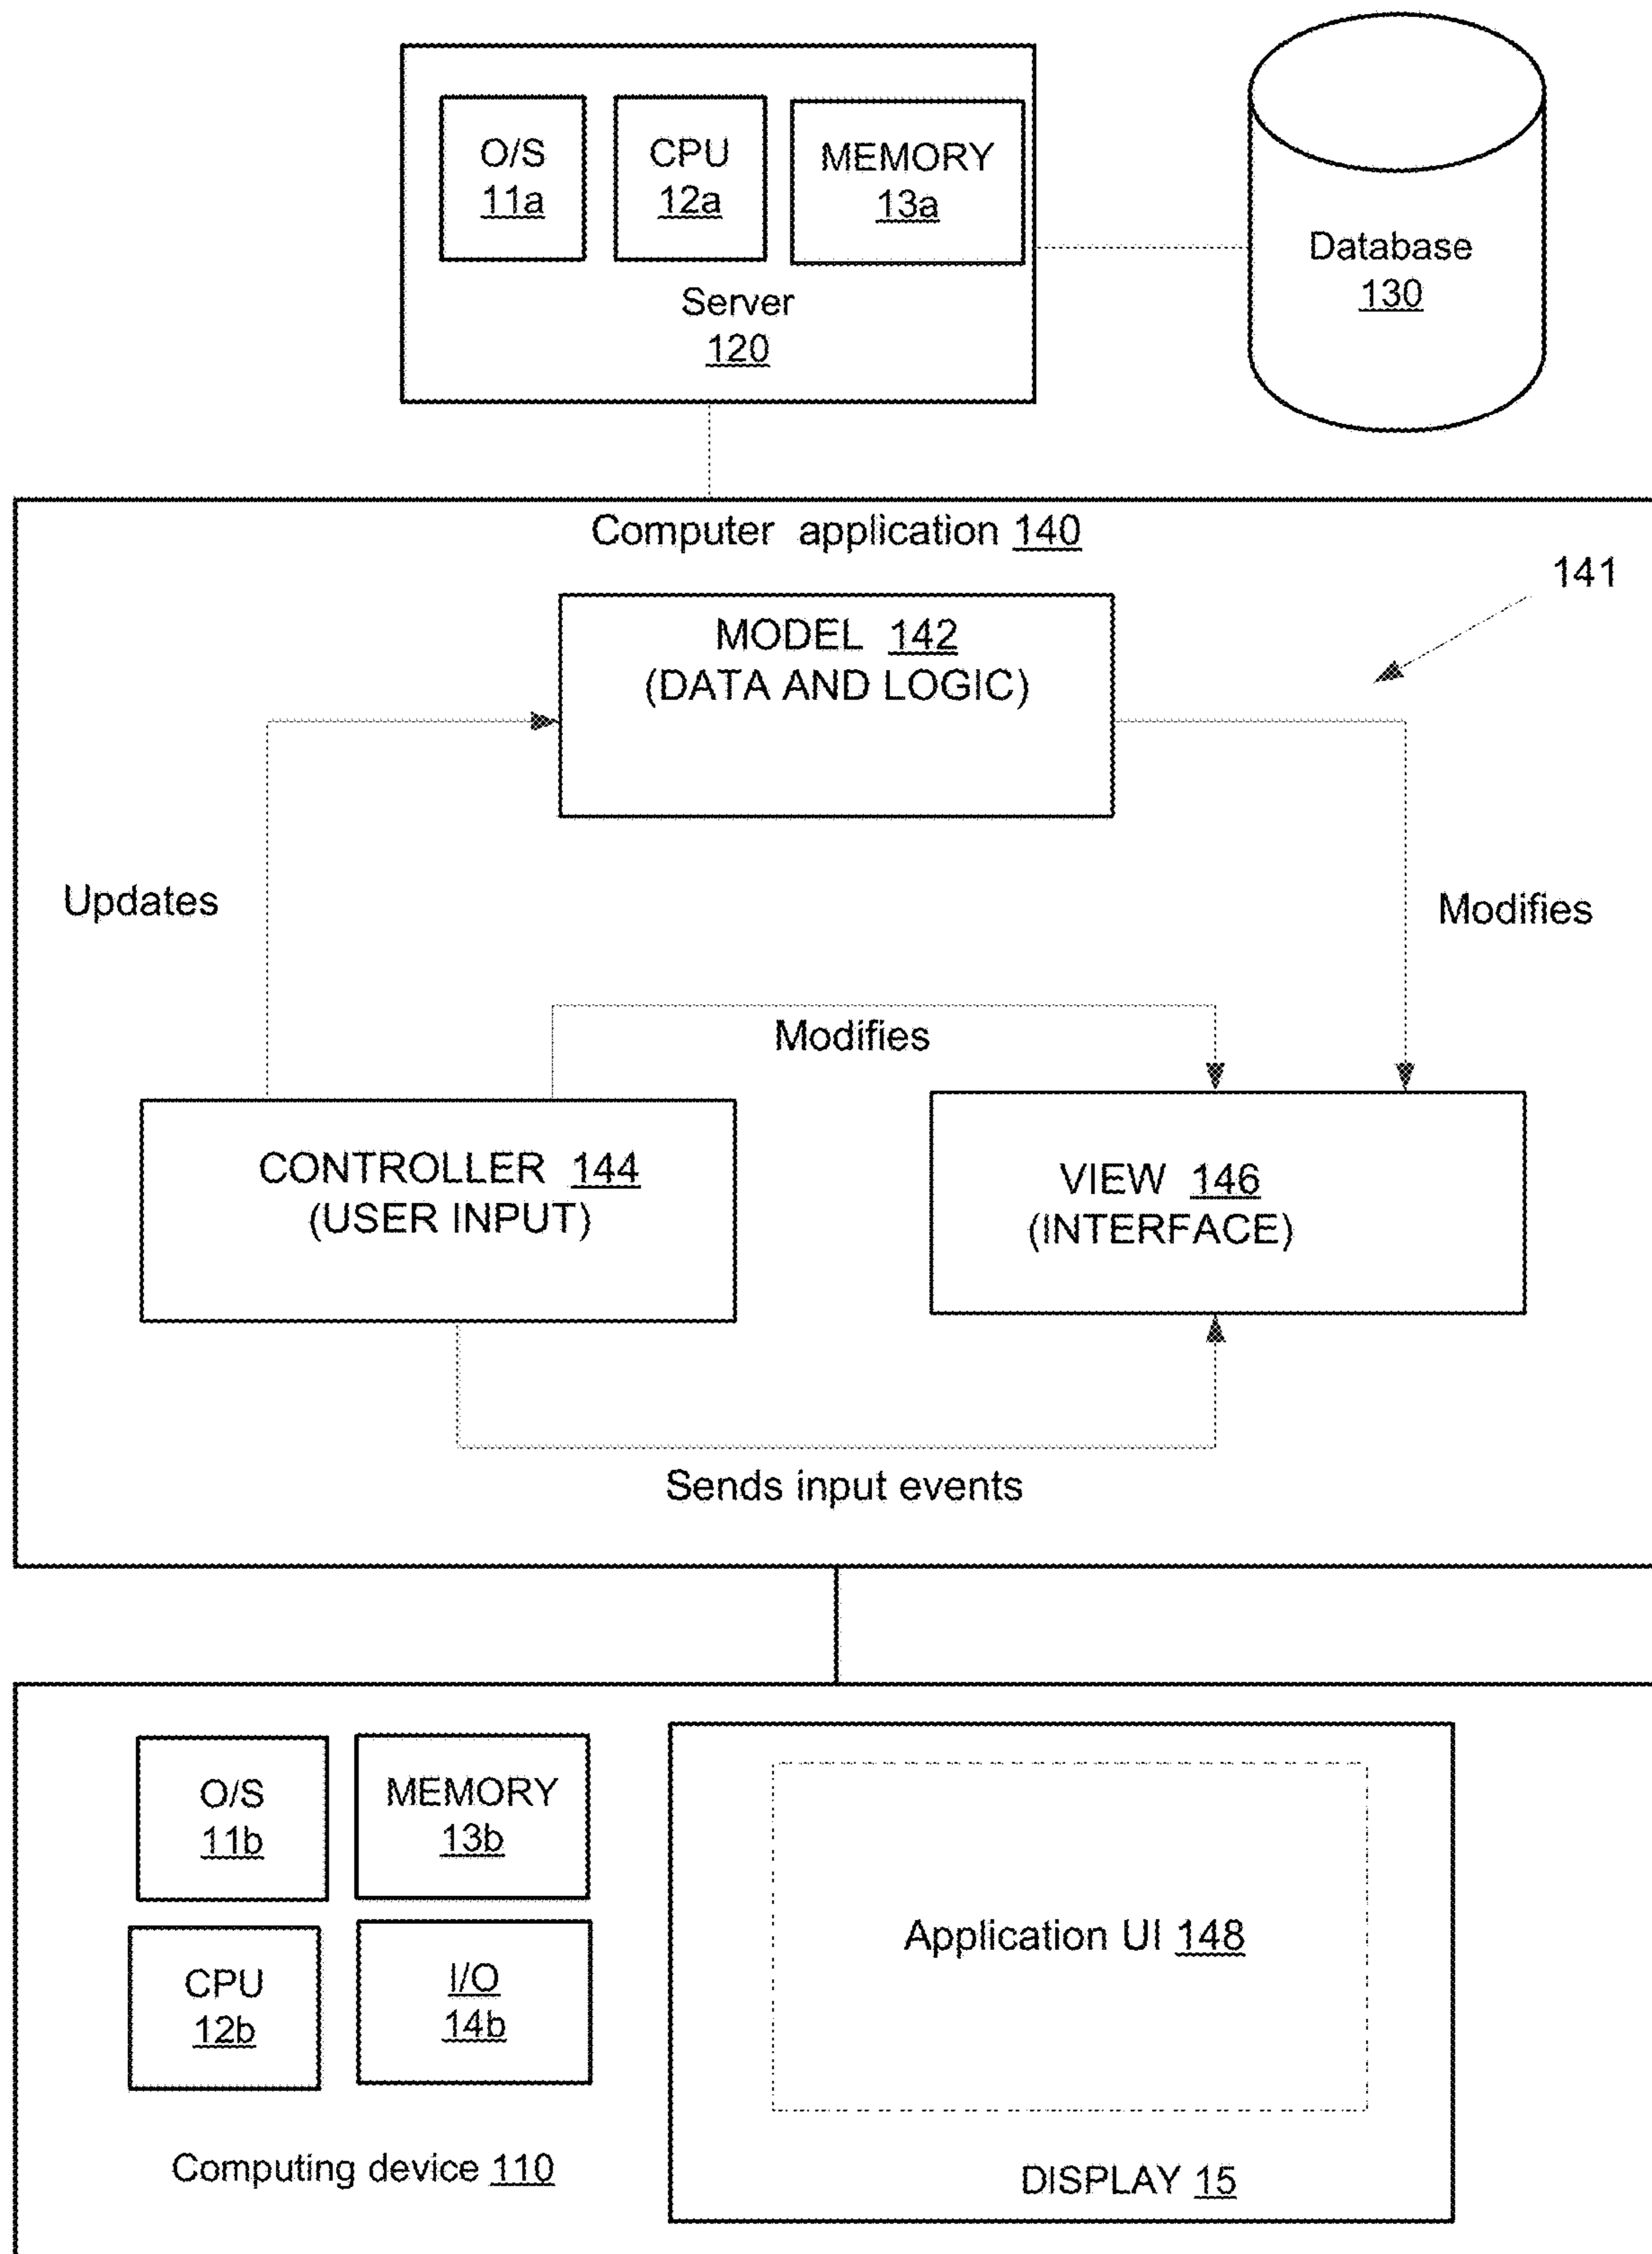 O/S
11a
CPU
12a
MEMORY
13a
Server
120
Database
130
Computer application 140
141
MODEL 142
(DATA AND LOGIC)
Updates
Modifies
Modifies
CONTROLLER 144
(USER INPUT)
VIEW 146
(INTERFACE)
Sends input events
O/S
11b
MEMORY
13b
CPU
12b
I/O
14b
Application UI 148
Computing device 110
DISPLAY 15